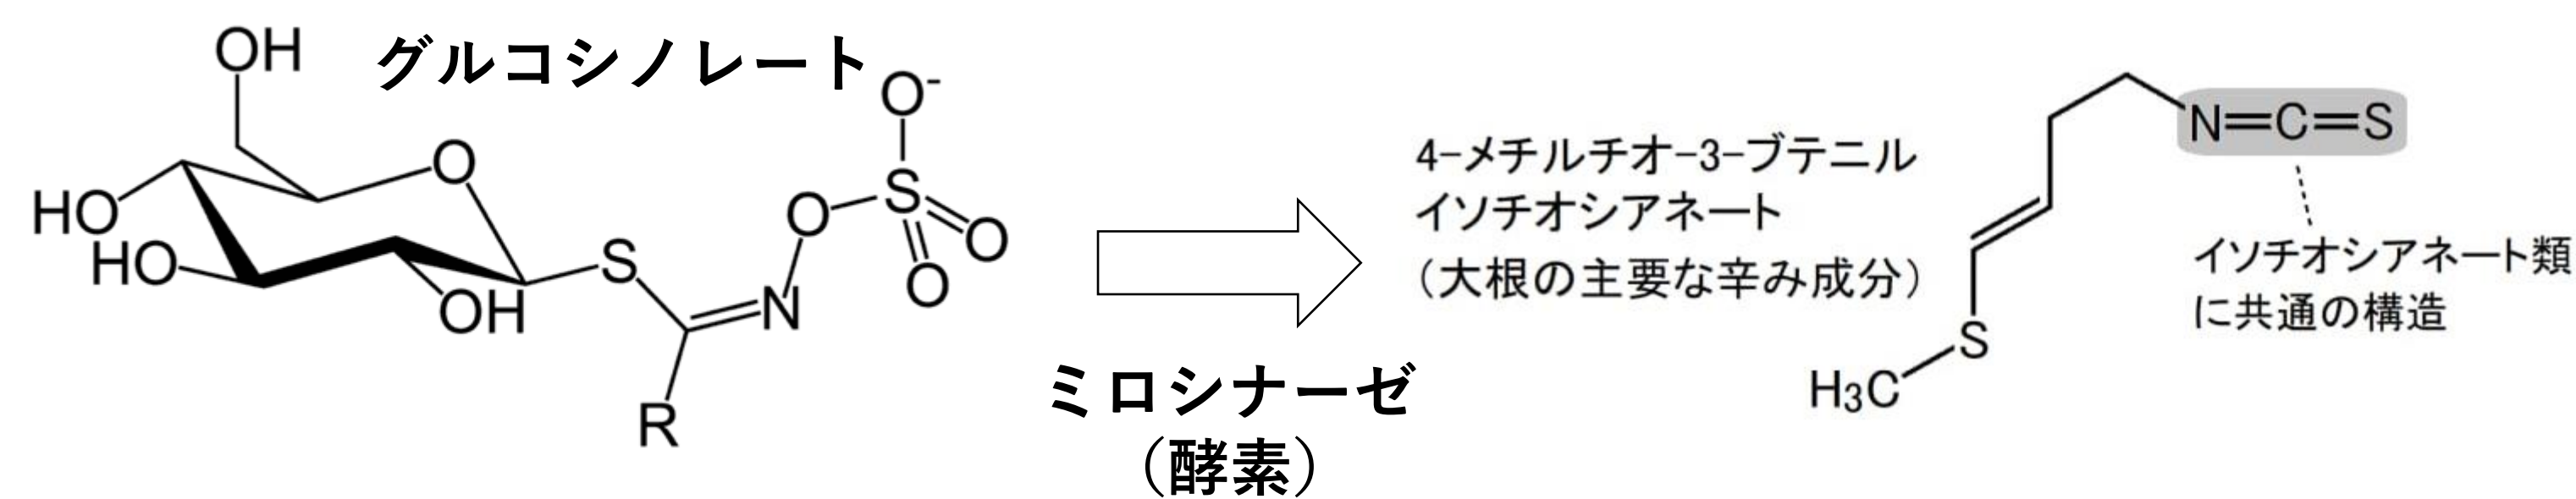 グルコシノレート
OH
O
HO
HO
OH
S
N
O
S
O-
O
O
R
ミロシナーゼ
（酵素）
4-メチルチオ-3-ブテニル
イソチオシアネート
（大根の主要な辛み成分）
N=C=S
S
H3C
イソチオシアネート類
に共通の構造